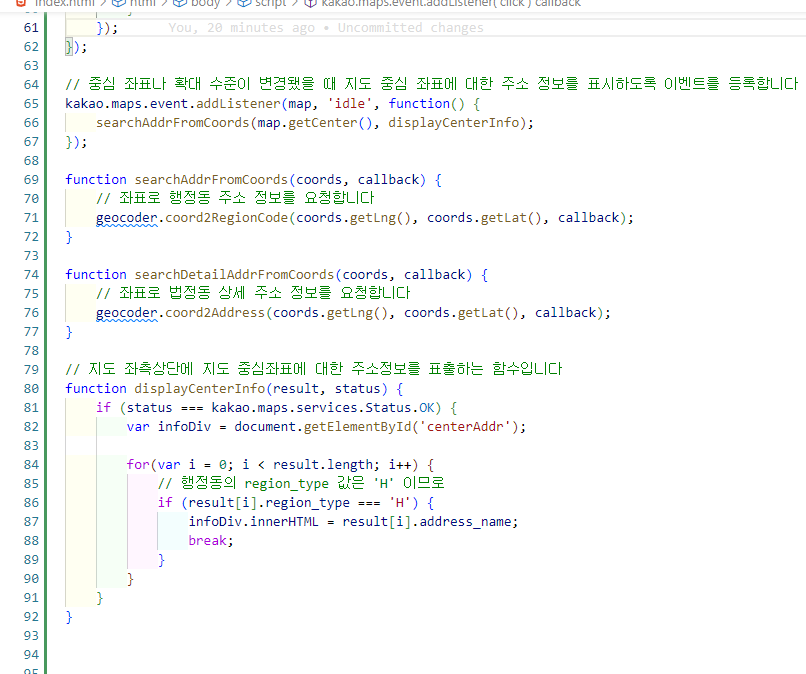 index.html > html > body > script > kakao.maps.event.addListener('click') callback
61 });
You, 20 minutes ago • Uncommitted changes
62 });
63
64 // 중심 좌표나 확대 수준이 변경됐을 때 지도 중심 좌표에 대한 주소 정보를 표시하도록 이벤트를 등록합니다
65 kakao.maps.event.addListener(map, 'idle', function() {
66 searchAddrFromCoords(map.getCenter(), displayCenterInfo);
67 });
68
69 function searchAddrFromCoords(coords, callback) {
70 // 좌표로 행정동 주소 정보를 요청합니다
71 geocoder.coord2RegionCode(coords.getLng(), coords.getLat(), callback);
72 }
73
74 function searchDetailAddrFromCoords(coords, callback) {
75 // 좌표로 법정동 상세 주소 정보를 요청합니다
76 geocoder.coord2Address(coords.getLng(), coords.getLat(), callback);
77 }
78
79 // 지도 좌측상단에 지도 중심좌표에 대한 주소정보를 표출하는 함수입니다
80 function displayCenterInfo(result, status) {
81 if (status === kakao.maps.services.Status.OK) {
82 var infoDiv = document.getElementById('centerAddr');
83
84 for(var i = 0; i < result.length; i++) {
85 // 행정동의 region_type 값은 'H' 이므로
86 if (result[i].region_type === 'H') {
87 infoDiv.innerHTML = result[i].address_name;
88 break;
89 }
90 }
91 }
92 }
93
94
95